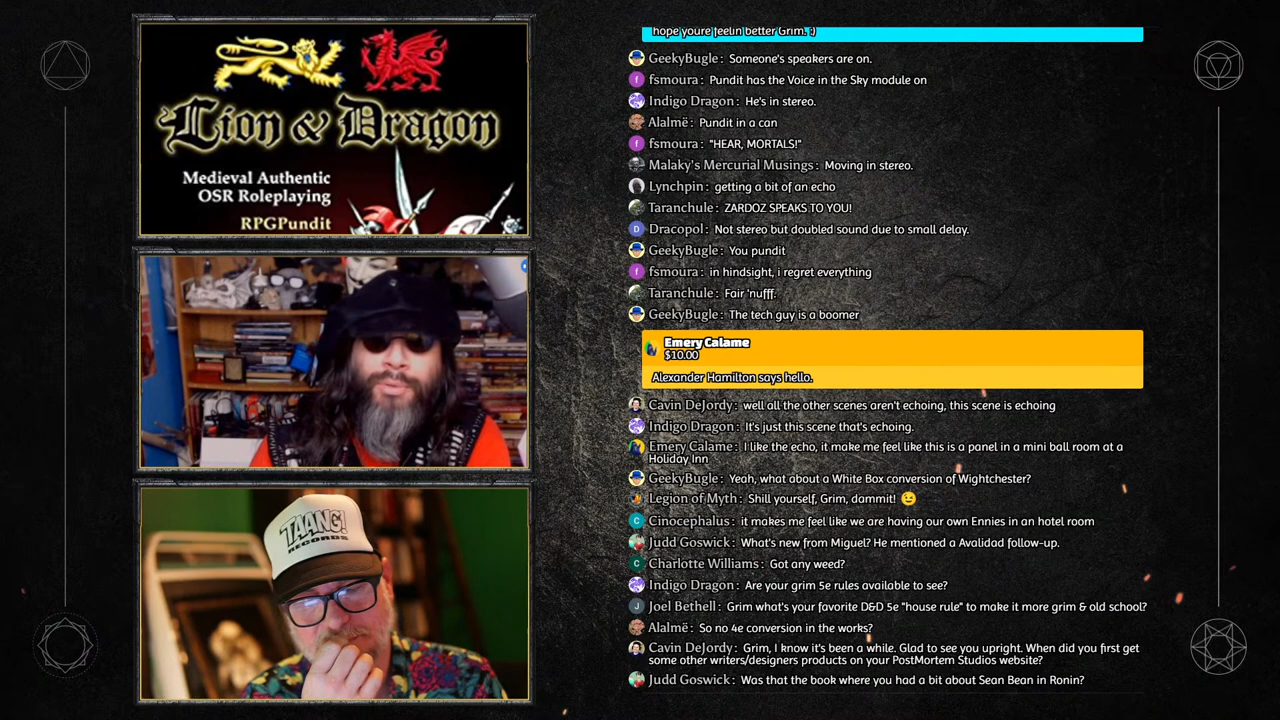 Lion & Dragon
Medieval Authentic
OSR Roleplaying
RPGPundit
TAANG!
RECORDS
hope youre feelin better Grim. :)
GeekyBugle: Someone's speakers are on.
f fsmoura: Pundit has the Voice in the Sky module on
Indigo Dragon: He's in stereo.
Alalmë: Pundit in a can
f fsmoura: "HEAR, MORTALS!"
Malaky's Mercurial Musings: Moving in stereo.
Lynchpin: getting a bit of an echo
Taranchule: ZARDOZ SPEAKS TO YOU!
D Dracopol: Not stereo but doubled sound due to small delay.
GeekyBugle: You pundit
f fsmoura: in hindsight, i regret everything
Taranchule: Fair 'nufff.
GeekyBugle: The tech guy is a boomer
Emery Calame
$10.00
Alexander Hamilton says hello.
Cavin DeJordy: well all the other scenes aren't echoing, this scene is echoing
Indigo Dragon: It's just this scene that's echoing.
Emery Calame: I like the echo, it make me feel like this is a panel in a mini ball room at a
Holiday Inn
GeekyBugle: Yeah, what about a White Box conversion of Wightchester?
Legion of Myth: Shill yourself, Grim, dammit! 😉
C Cinocephalus: it makes me feel like we are having our own Ennies in an hotel room
Judd Goswick: What's new from Miguel? He mentioned a Avalidad follow-up.
C Charlotte Williams: Got any weed?
Indigo Dragon: Are your grim 5e rules available to see?
J Joel Bethell: Grim what's your favorite D&D 5e "house rule" to make it more grim & old school?
Alalmë: So no 4e conversion in the works?
Cavin DeJordy: Grim, I know it's been a while. Glad to see you upright. When did you first get
some other writers/designers products on your PostMortem Studios website?
Judd Goswick: Was that the book where you had a bit about Sean Bean in Ronin?